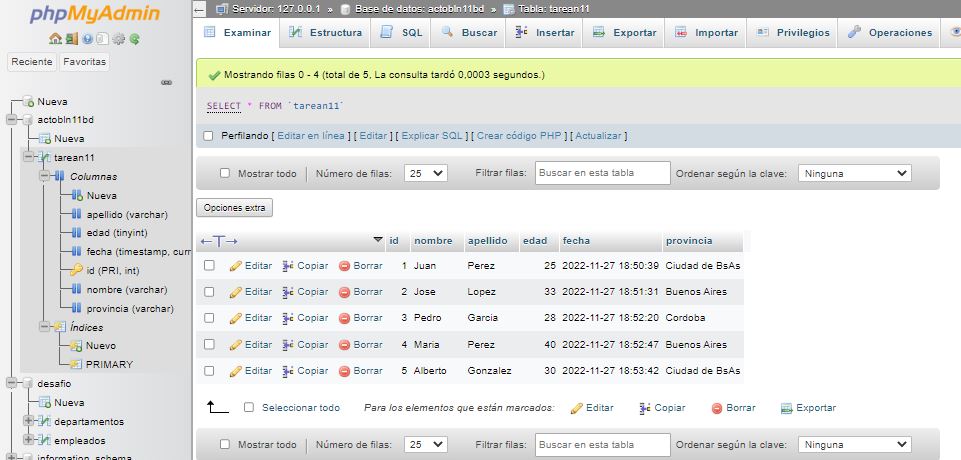 phpMyAdmin
Reciente Favoritas
Nueva
actobln11bd
Nueva
tarean11
Columnas
Nueva
apellido (varchar)
edad (tinyint)
fecha (timestamp, curr
id (PRI, int)
nombre (varchar)
provincia (varchar)
Índices
Nuevo
PRIMARY
desafio
Nueva
departamentos
empleados
information_schema
Servidor: 127.0.0.1 » Base de datos: actobln11bd » Tabla: tarean11
Examinar Estructura SQL Buscar Insertar Exportar Importar Privilegios Operaciones
Mostrando filas 0 - 4 (total de 5, La consulta tardó 0,0003 segundos.)
SELECT * FROM `tarean11`
Perfilando [ Editar en línea ] [ Editar ] [ Explicar SQL ] [ Crear código PHP ] [ Actualizar ]
Mostrar todo Número de filas: 25 Filtrar filas: Buscar en esta tabla Ordenar según la clave: Ninguna
Opciones extra
←T→ id nombre apellido edad fecha provincia
Editar Copiar Borrar 1 Juan Perez 25 2022-11-27 18:50:39 Ciudad de BsAs
Editar Copiar Borrar 2 Jose Lopez 33 2022-11-27 18:51:31 Buenos Aires
Editar Copiar Borrar 3 Pedro Garcia 28 2022-11-27 18:52:20 Cordoba
Editar Copiar Borrar 4 Maria Perez 40 2022-11-27 18:52:47 Buenos Aires
Editar Copiar Borrar 5 Alberto Gonzalez 30 2022-11-27 18:53:42 Ciudad de BsAs
Seleccionar todo Para los elementos que están marcados: Editar Copiar Borrar Exportar
Mostrar todo Número de filas: 25 Filtrar filas: Buscar en esta tabla Ordenar según la clave: Ninguna